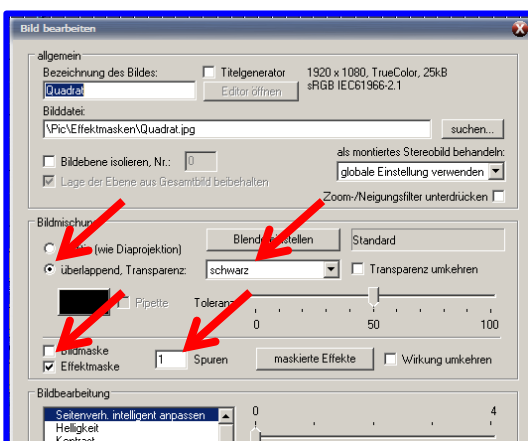 Bild bearbeiten
allgemein
Bezeichnung des Bildes:
Titelgenerator
1920 x 1080, TrueColor, 25kB
Quadrat
Editor öffnen
sRGB IEC61966-2.1
Bilddatei:
\Pic\Effektmasken\Quadrat.jpg
suchen...
als montiertes Stereobild behandeln:
Bildebene isolieren, Nr.: 0
globale Einstellung verwenden
Lage der Ebene aus Gesamtbild beibehalten
Zoom-/Neigungsfilter unterdrücken
Bildmischung
(wie Diaprojektion)
Standard
überlappend, Transparenz:
schwarz
Transparenz umkehren
Pipette
Toleranz
0 50 100
Bildmaske
Effektmaske
1 Spuren
maskierte Effekte
Wirkung umkehren
Bildbearbeitung
Seitenverh. intelligent anpassen
0 4
Helligkeit
Kontrast